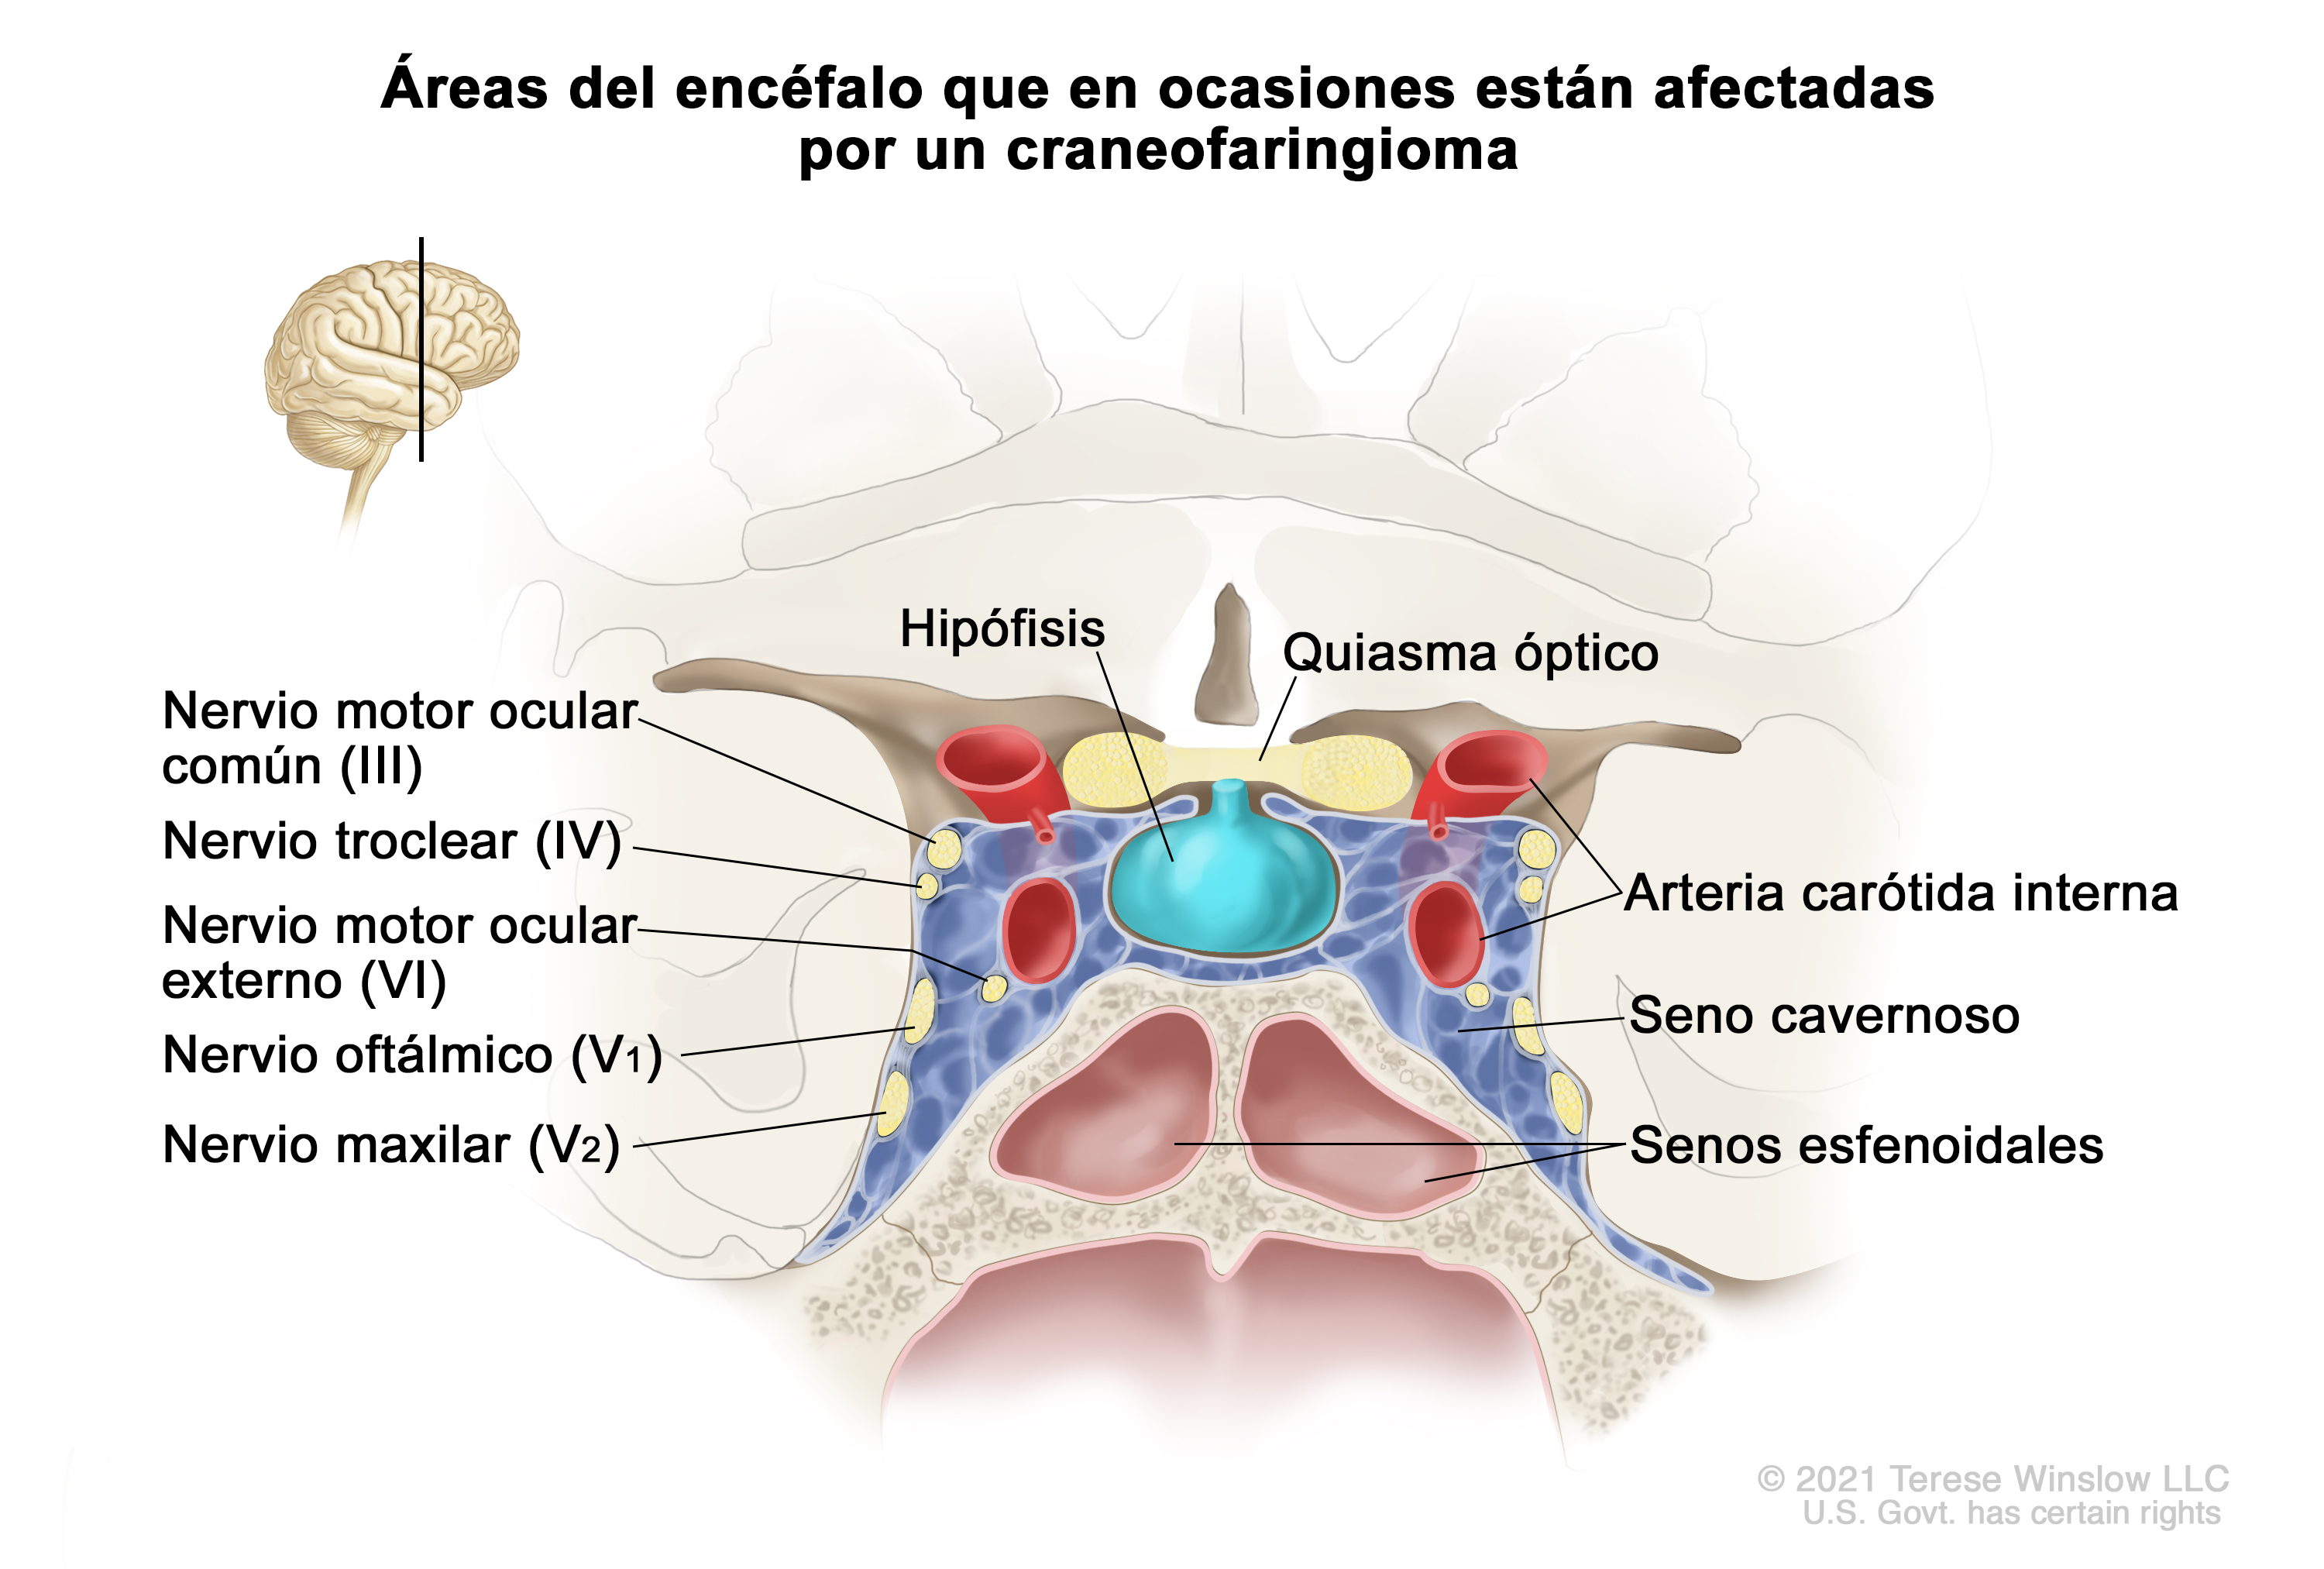 Áreas del encéfalo que en ocasiones están afectadas
por un craneofaringioma
Hipófisis
Quiasma óptico
Nervio motor ocular
común (III)
Nervio troclear (IV)
Nervio motor ocular
externo (VI)
Nervio oftálmico (V1)
Nervio maxilar (V2)
Arteria carótida interna
Seno cavernoso
Senos esfenoidales
© 2021 Terese Winslow LLC
U.S. Govt. has certain rights